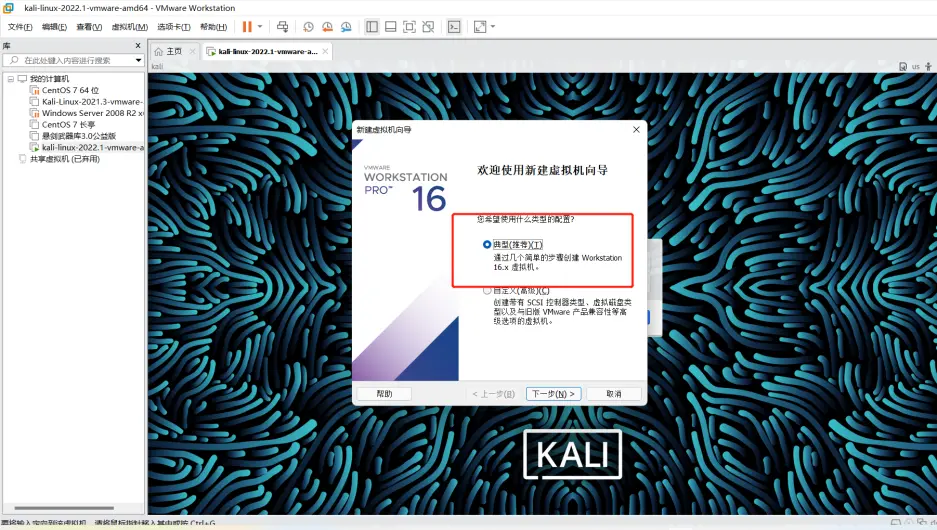 kali-linux-2022.1-vmware-amd64 - VMware Workstation
文件(F) 编辑(E) 查看(V) 虚拟机(M) 选项卡(T) 帮助(H)
库 X
在此处键入内容进行搜索
主页 X kali-linux-2022.1-vmware-a... X
kali
us
我的计算机
CentOS 7 64 位
Kali-Linux-2021.3-vmware-
Windows Server 2008 R2 x
CentOS 7 长亭
悬剑武器库3.0公益版
kali-linux-2022.1-vmware-a
共享虚拟机 (已弃用)
新建虚拟机向导
VMWARE
WORKSTATION
PRO™ 16
欢迎使用新建虚拟机向导
您希望使用什么类型的配置?
典型(推荐)(T)
通过几个简单的步骤创建 Workstation
16.x 虚拟机。
自定义(高级)(C)
创建带有 SCSI 控制器类型、虚拟磁盘类
型以及与旧版 VMware 产品兼容性等高
级选项的虚拟机。
帮助 < 上一步(B) 下一步(N) > 取消
KALI
要将输入定向到该虚拟机，请将鼠标指针移入其中或按 Ctrl+G。